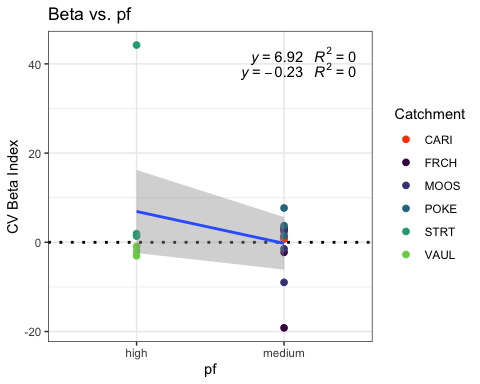 Beta vs. pf
y = 6.92 R² = 0
y = −0.23 R² = 0
CV Beta Index
40
20
0
-20
high medium
pf
Catchment
CARI
FRCH
MOOS
POKE
STRT
VAUL